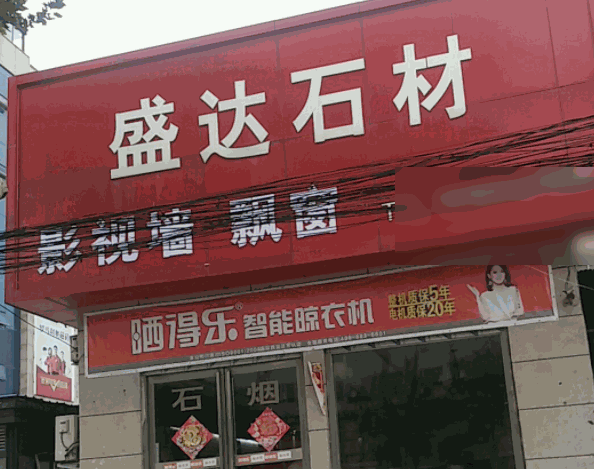 盛达石材
影视墙 飘窗
晒得乐® 智能晾衣机
整机质保5年
电机质保20年
石 烟